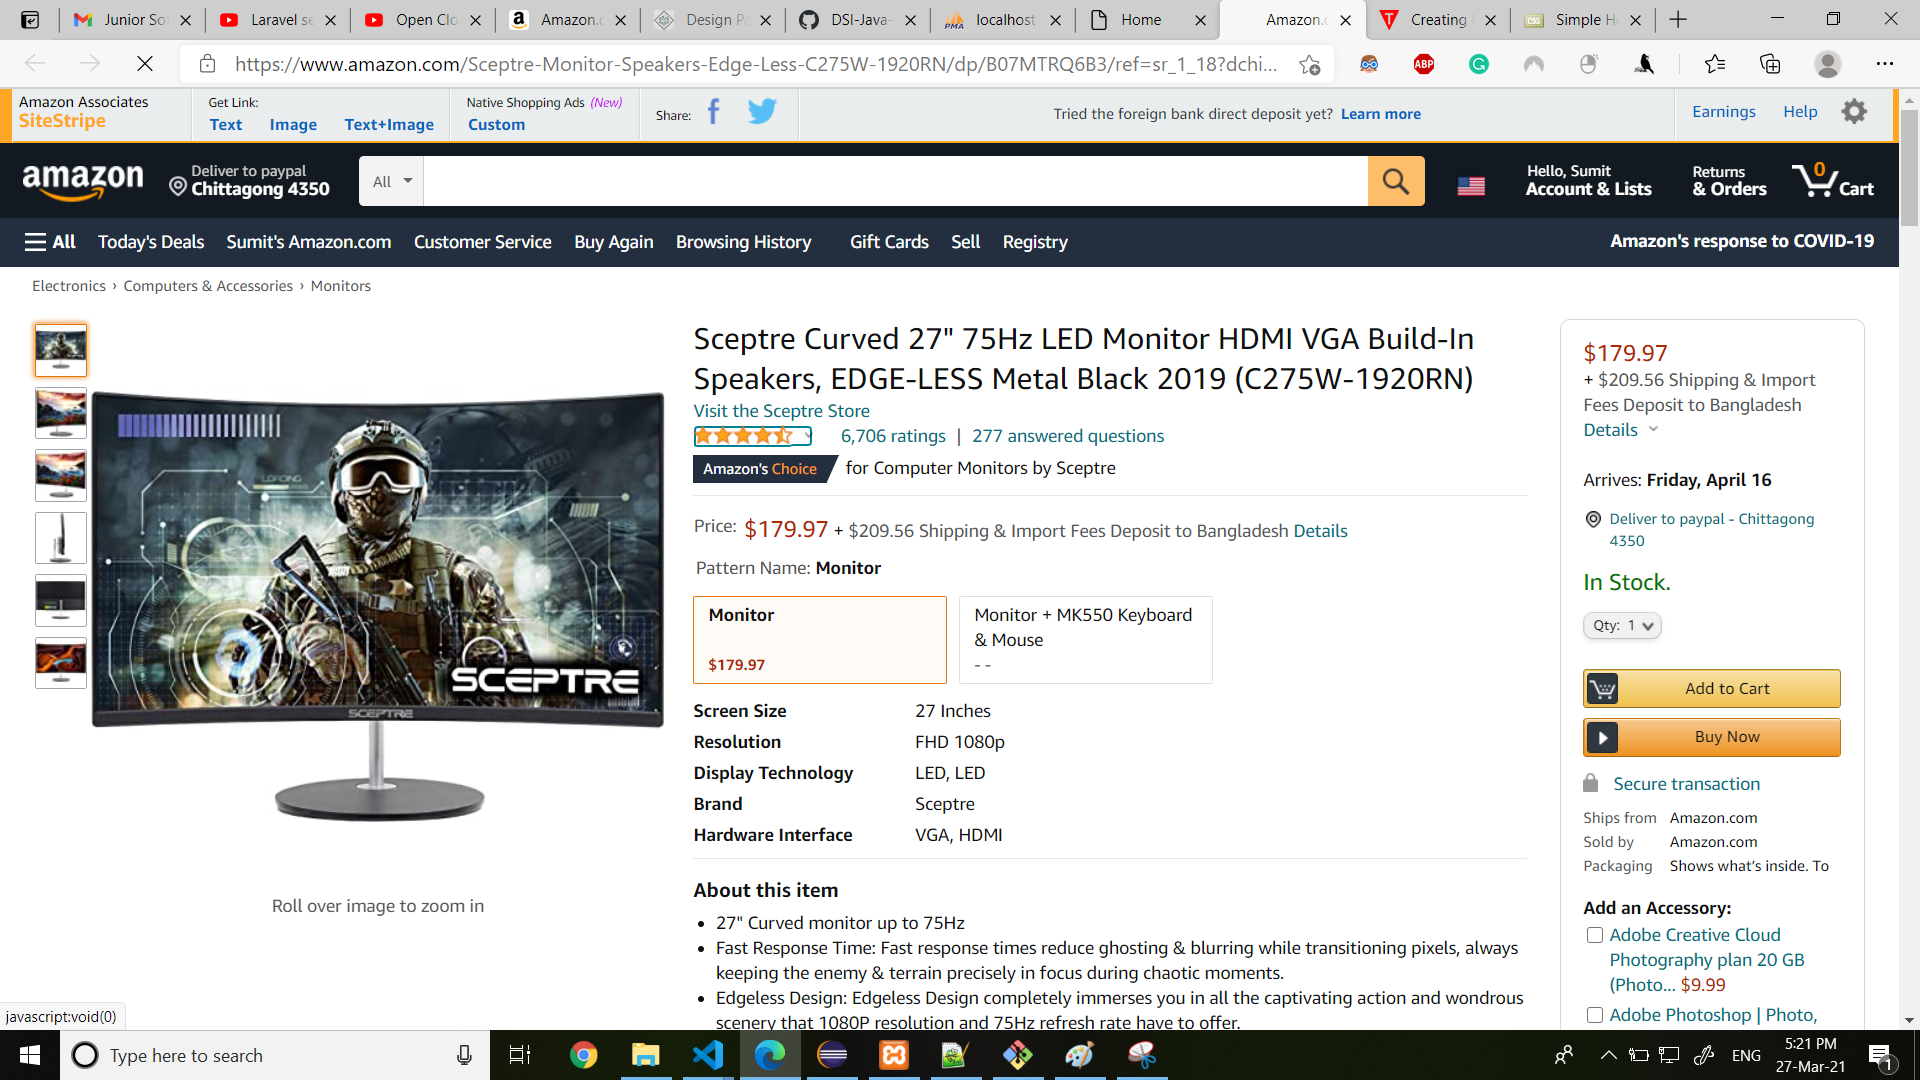 Junior Sof
Laravel se
Open Clo
Amazon.c
Design Pa
DSI-Java-
localhost
Home
Amazon.c
Creating
Simple He
https://www.amazon.com/Sceptre-Monitor-Speakers-Edge-Less-C275W-1920RN/dp/B07MTRQ6B3/ref=sr_1_18?dchi...
ABP
Amazon Associates
SiteStripe
Get Link:
Text Image Text+Image
Native Shopping Ads (New)
Custom
Share:
Tried the foreign bank direct deposit yet? Learn more
Earnings Help
amazon
Deliver to paypal
Chittagong 4350
All
Hello, Sumit
Account & Lists
Returns
& Orders
0
Cart
All Today's Deals Sumit's Amazon.com Customer Service Buy Again Browsing History Gift Cards Sell Registry
Amazon's response to COVID-19
Electronics › Computers & Accessories › Monitors
LOADING
SCEPTRE
SCEPTRE
Roll over image to zoom in
Sceptre Curved 27" 75Hz LED Monitor HDMI VGA Build-In
Speakers, EDGE-LESS Metal Black 2019 (C275W-1920RN)
Visit the Sceptre Store
6,706 ratings | 277 answered questions
Amazon's Choice for Computer Monitors by Sceptre
Price: $179.97 + $209.56 Shipping & Import Fees Deposit to Bangladesh Details
Pattern Name: Monitor
Monitor
$179.97
Monitor + MK550 Keyboard
& Mouse
- -
Screen Size 27 Inches
Resolution FHD 1080p
Display Technology LED, LED
Brand Sceptre
Hardware Interface VGA, HDMI
About this item
• 27" Curved monitor up to 75Hz
• Fast Response Time: Fast response times reduce ghosting & blurring while transitioning pixels, always
keeping the enemy & terrain precisely in focus during chaotic moments.
• Edgeless Design: Edgeless Design completely immerses you in all the captivating action and wondrous
scenery that 1080P resolution and 75Hz refresh rate have to offer.
$179.97
+ $209.56 Shipping & Import
Fees Deposit to Bangladesh
Details
Arrives: Friday, April 16
Deliver to paypal - Chittagong
4350
In Stock.
Qty: 1
Add to Cart
Buy Now
Secure transaction
Ships from Amazon.com
Sold by Amazon.com
Packaging Shows what's inside. To
Add an Accessory:
Adobe Creative Cloud
Photography plan 20 GB
(Photo... $9.99
Adobe Photoshop | Photo,
javascript:void(0)
Type here to search
ENG
5:21 PM
27-Mar-21
1